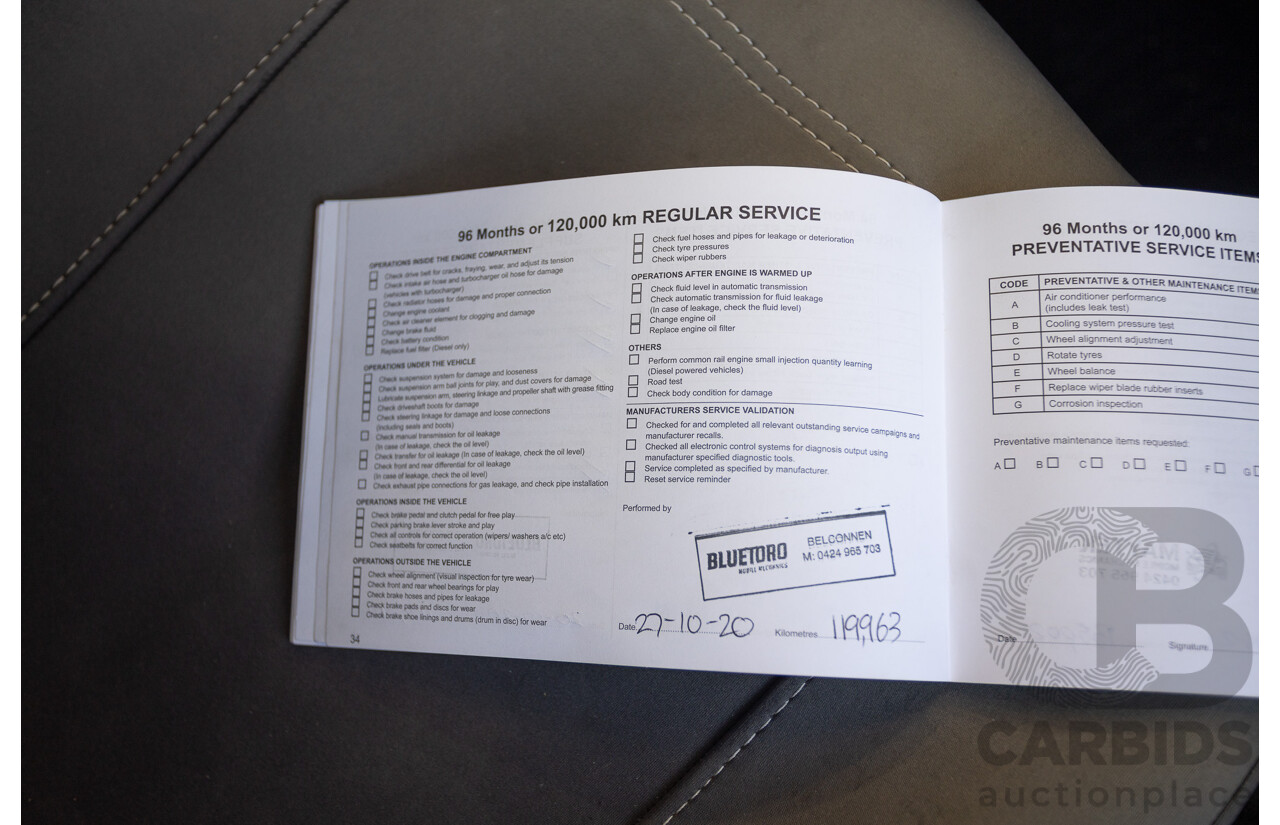 96 Months or 120,000 km REGULAR SERVICE
OPERATIONS INSIDE THE ENGINE COMPARTMENT
Check drive belt for cracks, fraying, wear, and adjust its tension
Check intake air hose and turbocharger oil hose for damage
(vehicles with turbocharger)
Check radiator hoses for damage and proper connection
Change engine coolant
Check air cleaner element for clogging and damage
Change brake fluid
Check battery condition
Replace fuel filter (Diesel only)
OPERATIONS UNDER THE VEHICLE
Check suspension system for damage and looseness
Check suspension arm ball joints for play, and dust covers for damage
Lubricate suspension arm, steering linkage and propeller shaft with grease fitting
Check driveshaft boots for damage
Check steering linkage for damage and loose connections
(including seals and boots)
Check manual transmission for oil leakage
(In case of leakage, check the oil level)
Check transfer for oil leakage (In case of leakage, check the oil level)
Check front and rear differential for oil leakage
(In case of leakage, check the oil level)
Check exhaust pipe connections for gas leakage, and check pipe installation
OPERATIONS INSIDE THE VEHICLE
Check brake pedal and clutch pedal for free play
Check parking brake lever stroke and play
Check all controls for correct operation (wipers/ washers a/c etc)
Check seatbelts for correct function
OPERATIONS OUTSIDE THE VEHICLE
Check wheel alignment (visual inspection for tyre wear)
Check front and rear wheel bearings for play
Check brake hoses and pipes for leakage
Check brake pads and discs for wear
Check brake shoe linings and drums (drum in disc) for wear
34
Check fuel hoses and pipes for leakage or deterioration
Check tyre pressures
Check wiper rubbers
OPERATIONS AFTER ENGINE IS WARMED UP
Check fluid level in automatic transmission
Check automatic transmission for fluid leakage
(In case of leakage, check the fluid level)
Change engine oil
Replace engine oil filter
OTHERS
Perform common rail engine small injection quantity learning
(Diesel powered vehicles)
Road test
Check body condition for damage
MANUFACTURERS SERVICE VALIDATION
Checked for and completed all relevant outstanding service campaigns and
manufacturer recalls.
Checked all electronic control systems for diagnosis output using
manufacturer specified diagnostic tools.
Service completed as specified by manufacturer.
Reset service reminder
Performed by
BLUETORO
MOBILE MECHANICS
BELCONNEN
M: 0424 965 703
Date 27-10-20 Kilometres 119,963
96 Months or 120,000 km
PREVENTATIVE SERVICE ITEMS
CODE PREVENTATIVE & OTHER MAINTENANCE ITEMS
A Air conditioner performance
(includes leak test)
B Cooling system pressure test
C Wheel alignment adjustment
D Rotate tyres
E Wheel balance
F Replace wiper blade rubber inserts
G Corrosion inspection
Preventative maintenance items requested:
A B C D E F G
Date Signature
CB
CARBIDS
auctionplace